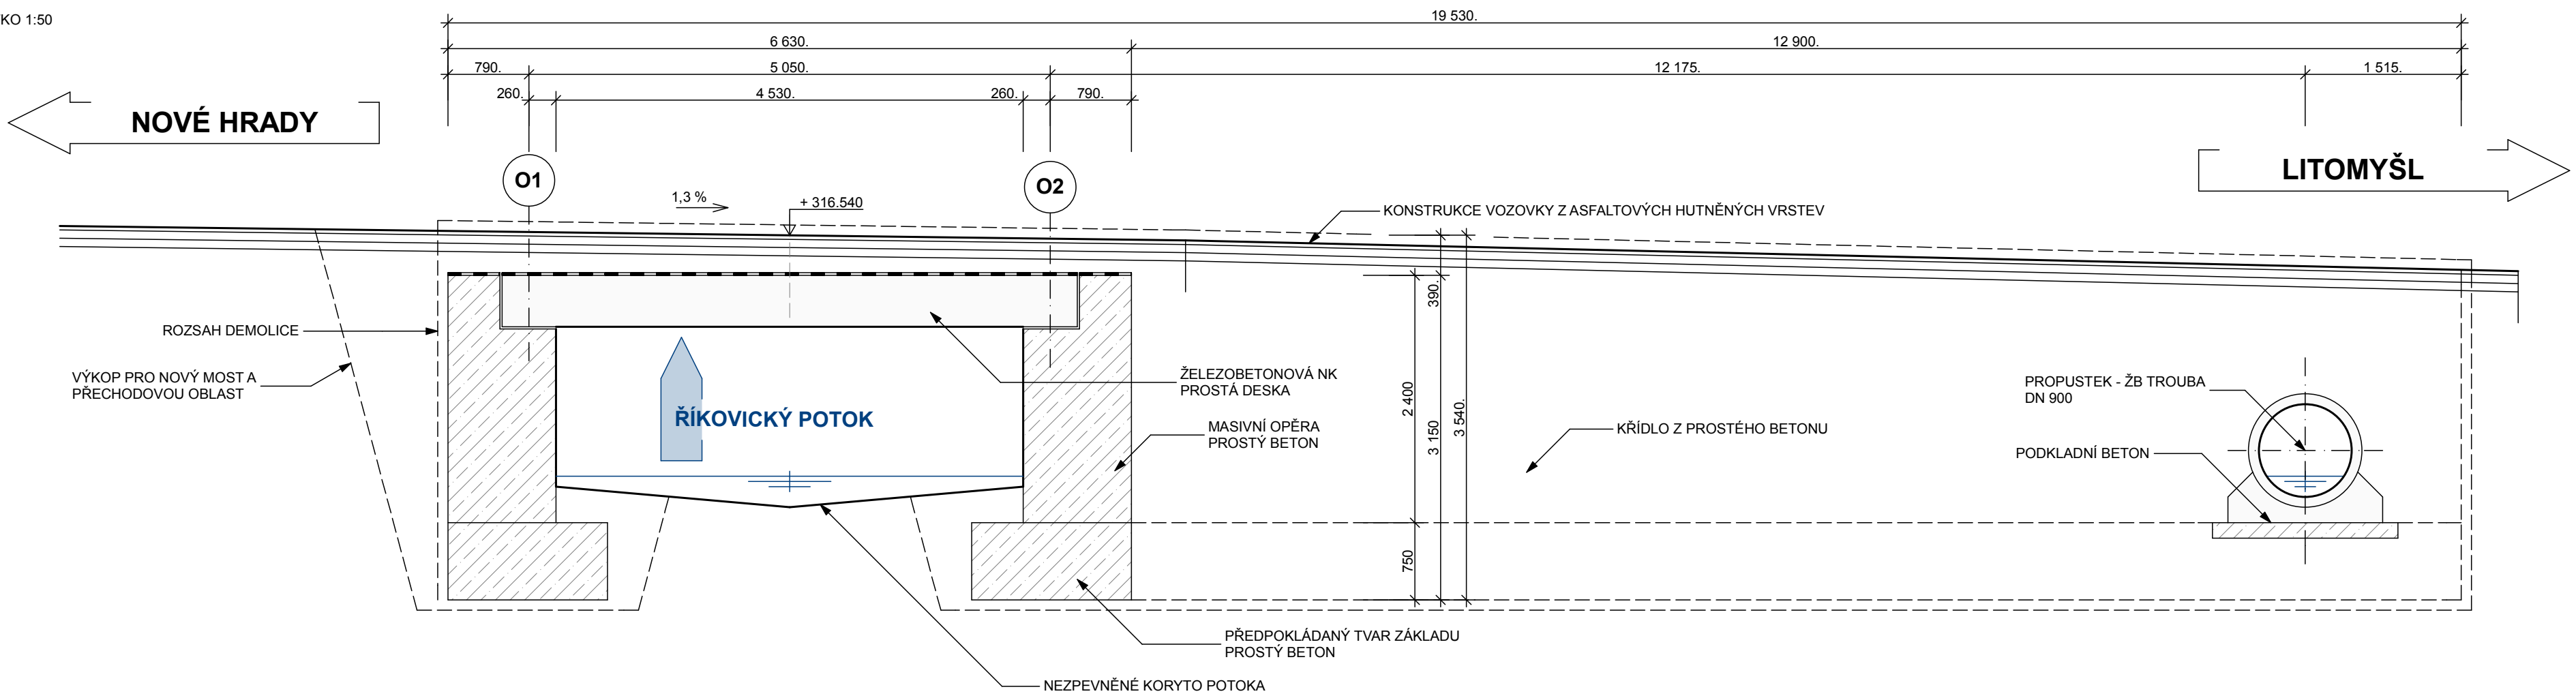 KO 1:50
19 530.
6 630.
12 900.
790.
5 050.
12 175.
1 515.
260.
4 530.
260.
790.
NOVÉ HRADY
LITOMYŠL
O1
O2
1,3 %
+ 316.540
KONSTRUKCE VOZOVKY Z ASFALTOVÝCH HUTNĚNÝCH VRSTEV
390.
2 400
3 150
3 540.
750
ROZSAH DEMOLICE
VÝKOP PRO NOVÝ MOST A
PŘECHODOVOU OBLAST
ŽELEZOBETONOVÁ NK
PROSTÁ DESKA
ŘÍKOVICKÝ POTOK
MASIVNÍ OPĚRA
PROSTÝ BETON
KŘÍDLO Z PROSTÉHO BETONU
PROPUSTEK - ŽB TROUBA
DN 900
PODKLADNÍ BETON
PŘEDPOKLÁDANÝ TVAR ZÁKLADU
PROSTÝ BETON
NEZPEVNĚNÉ KORYTO POTOKA